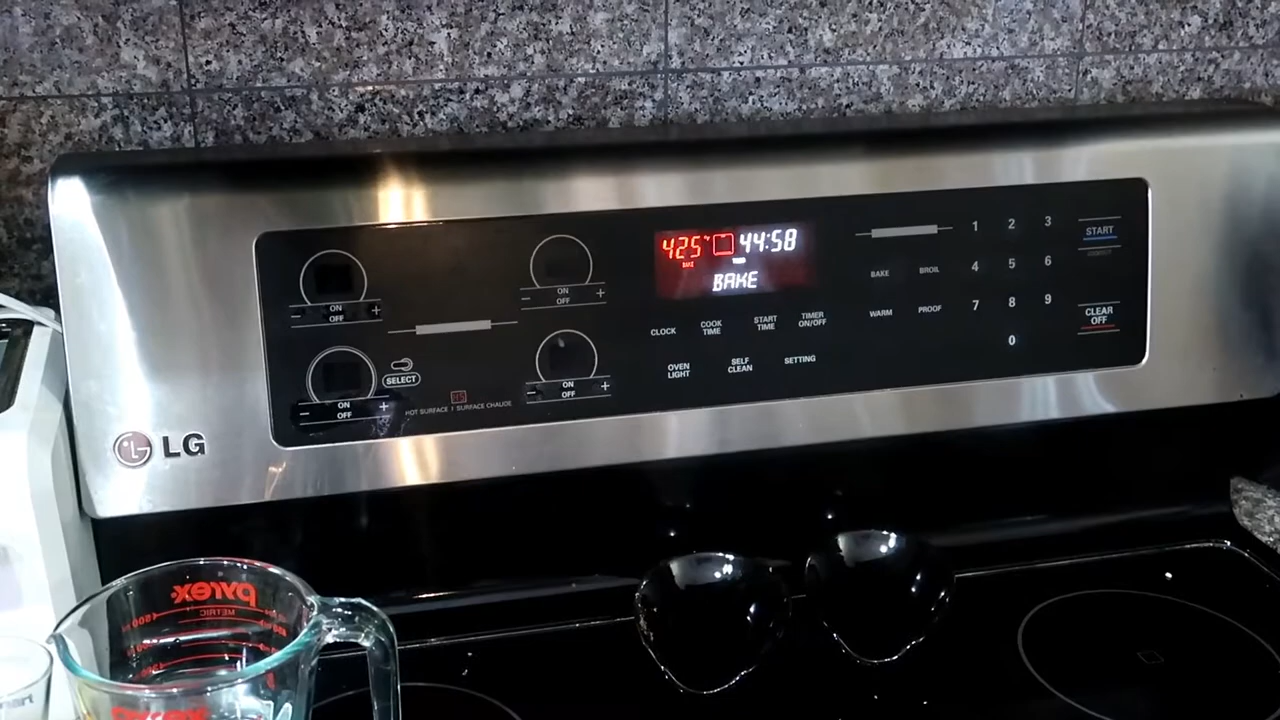 425°F 44:58
BAKE
BAKE
ON
OFF
ON
OFF
ON
OFF
SELECT
ON
OFF
HOT SURFACE | SURFACE CHAUDE
CLOCK
COOK TIME
START TIME
TIMER ON/OFF
OVEN LIGHT
SELF CLEAN
SETTING
BAKE
BROIL
WARM
PROOF
1 2 3
4 5 6
7 8 9
0
START
CLEAR OFF
LG
pyrex
METRIC